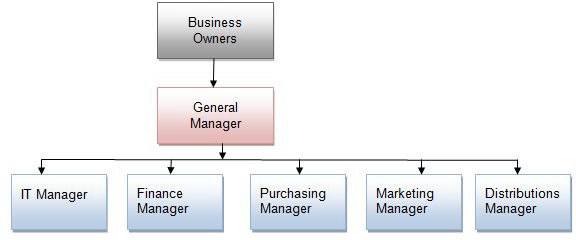 Business
Owners
General
Manager
IT Manager
Finance
Manager
Purchasing
Manager
Marketing
Manager
Distributions
Manager